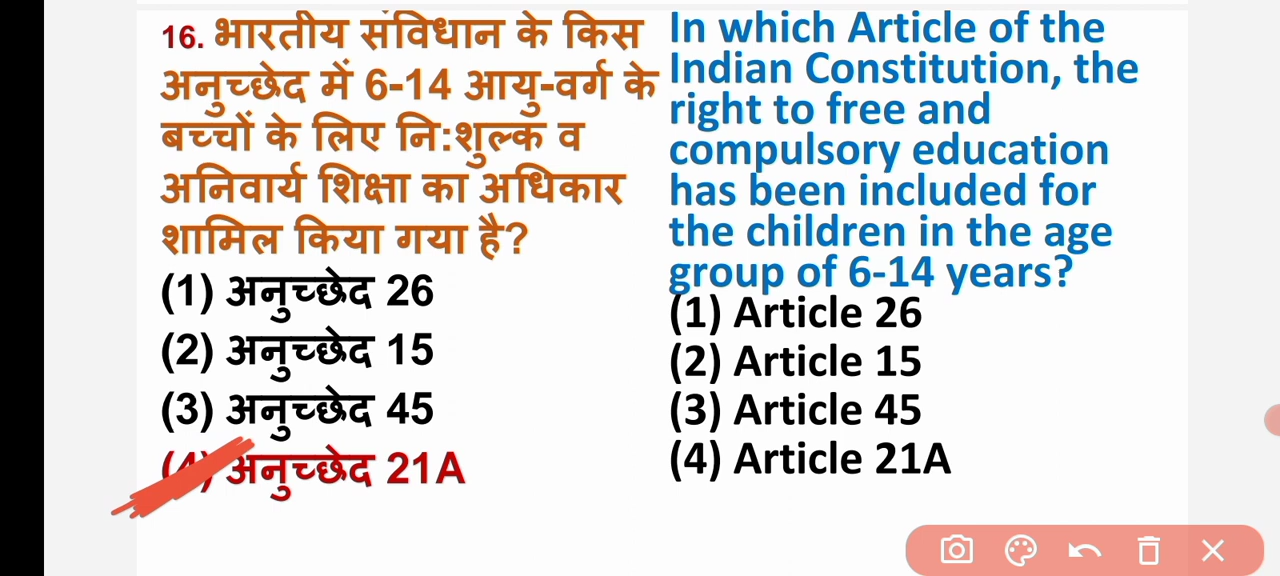 16. भारतीय संविधान के किस
अनुच्छेद में 6-14 आयु-वर्ग के
बच्चों के लिए नि:शुल्क व
अनिवार्य शिक्षा का अधिकार
शामिल किया गया है?
(1) अनुच्छेद 26
(2) अनुच्छेद 15
(3) अनुच्छेद 45
(4) अनुच्छेद 21A
In which Article of the
Indian Constitution, the
right to free and
compulsory education
has been included for
the children in the age
group of 6-14 years?
(1) Article 26
(2) Article 15
(3) Article 45
(4) Article 21A